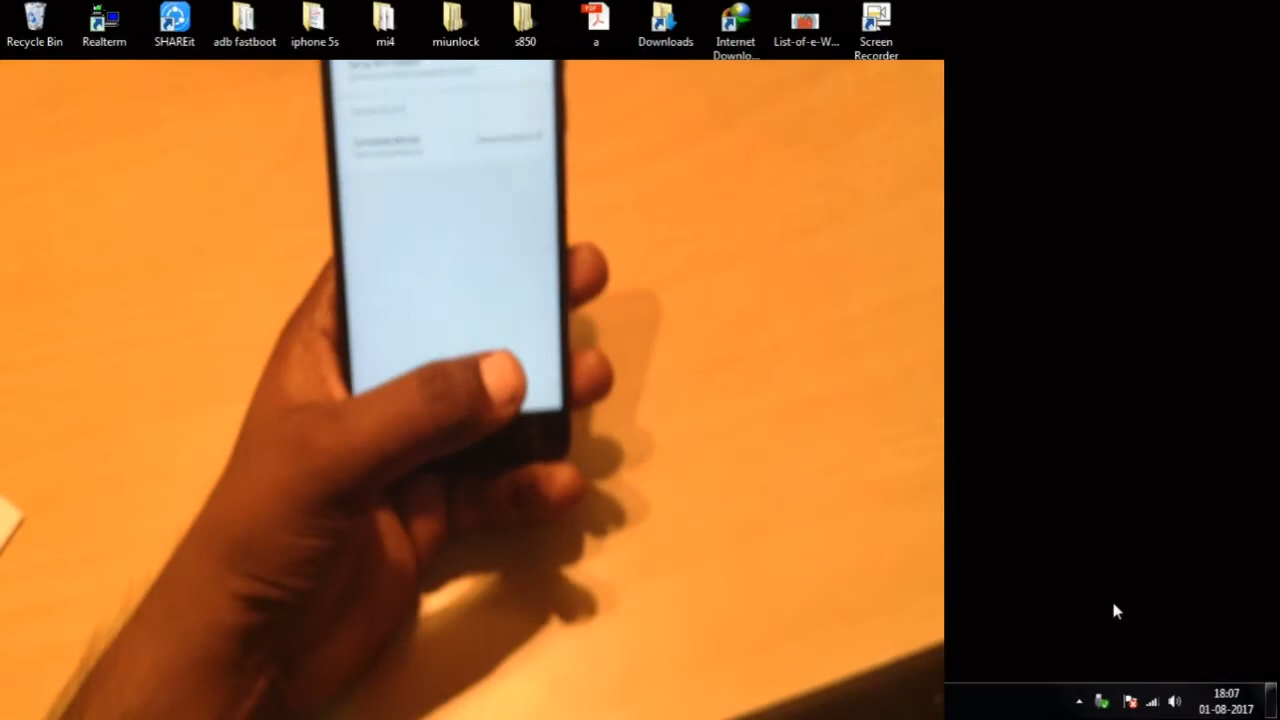 Recycle Bin
Realterm
SHAREit
adb fastboot
iphone 5s
mi4
miunlock
s850
a
Downloads
Internet
Downlo...
List-of-e-W...
Screen
Recorder
PDF
18:07
01-08-2017